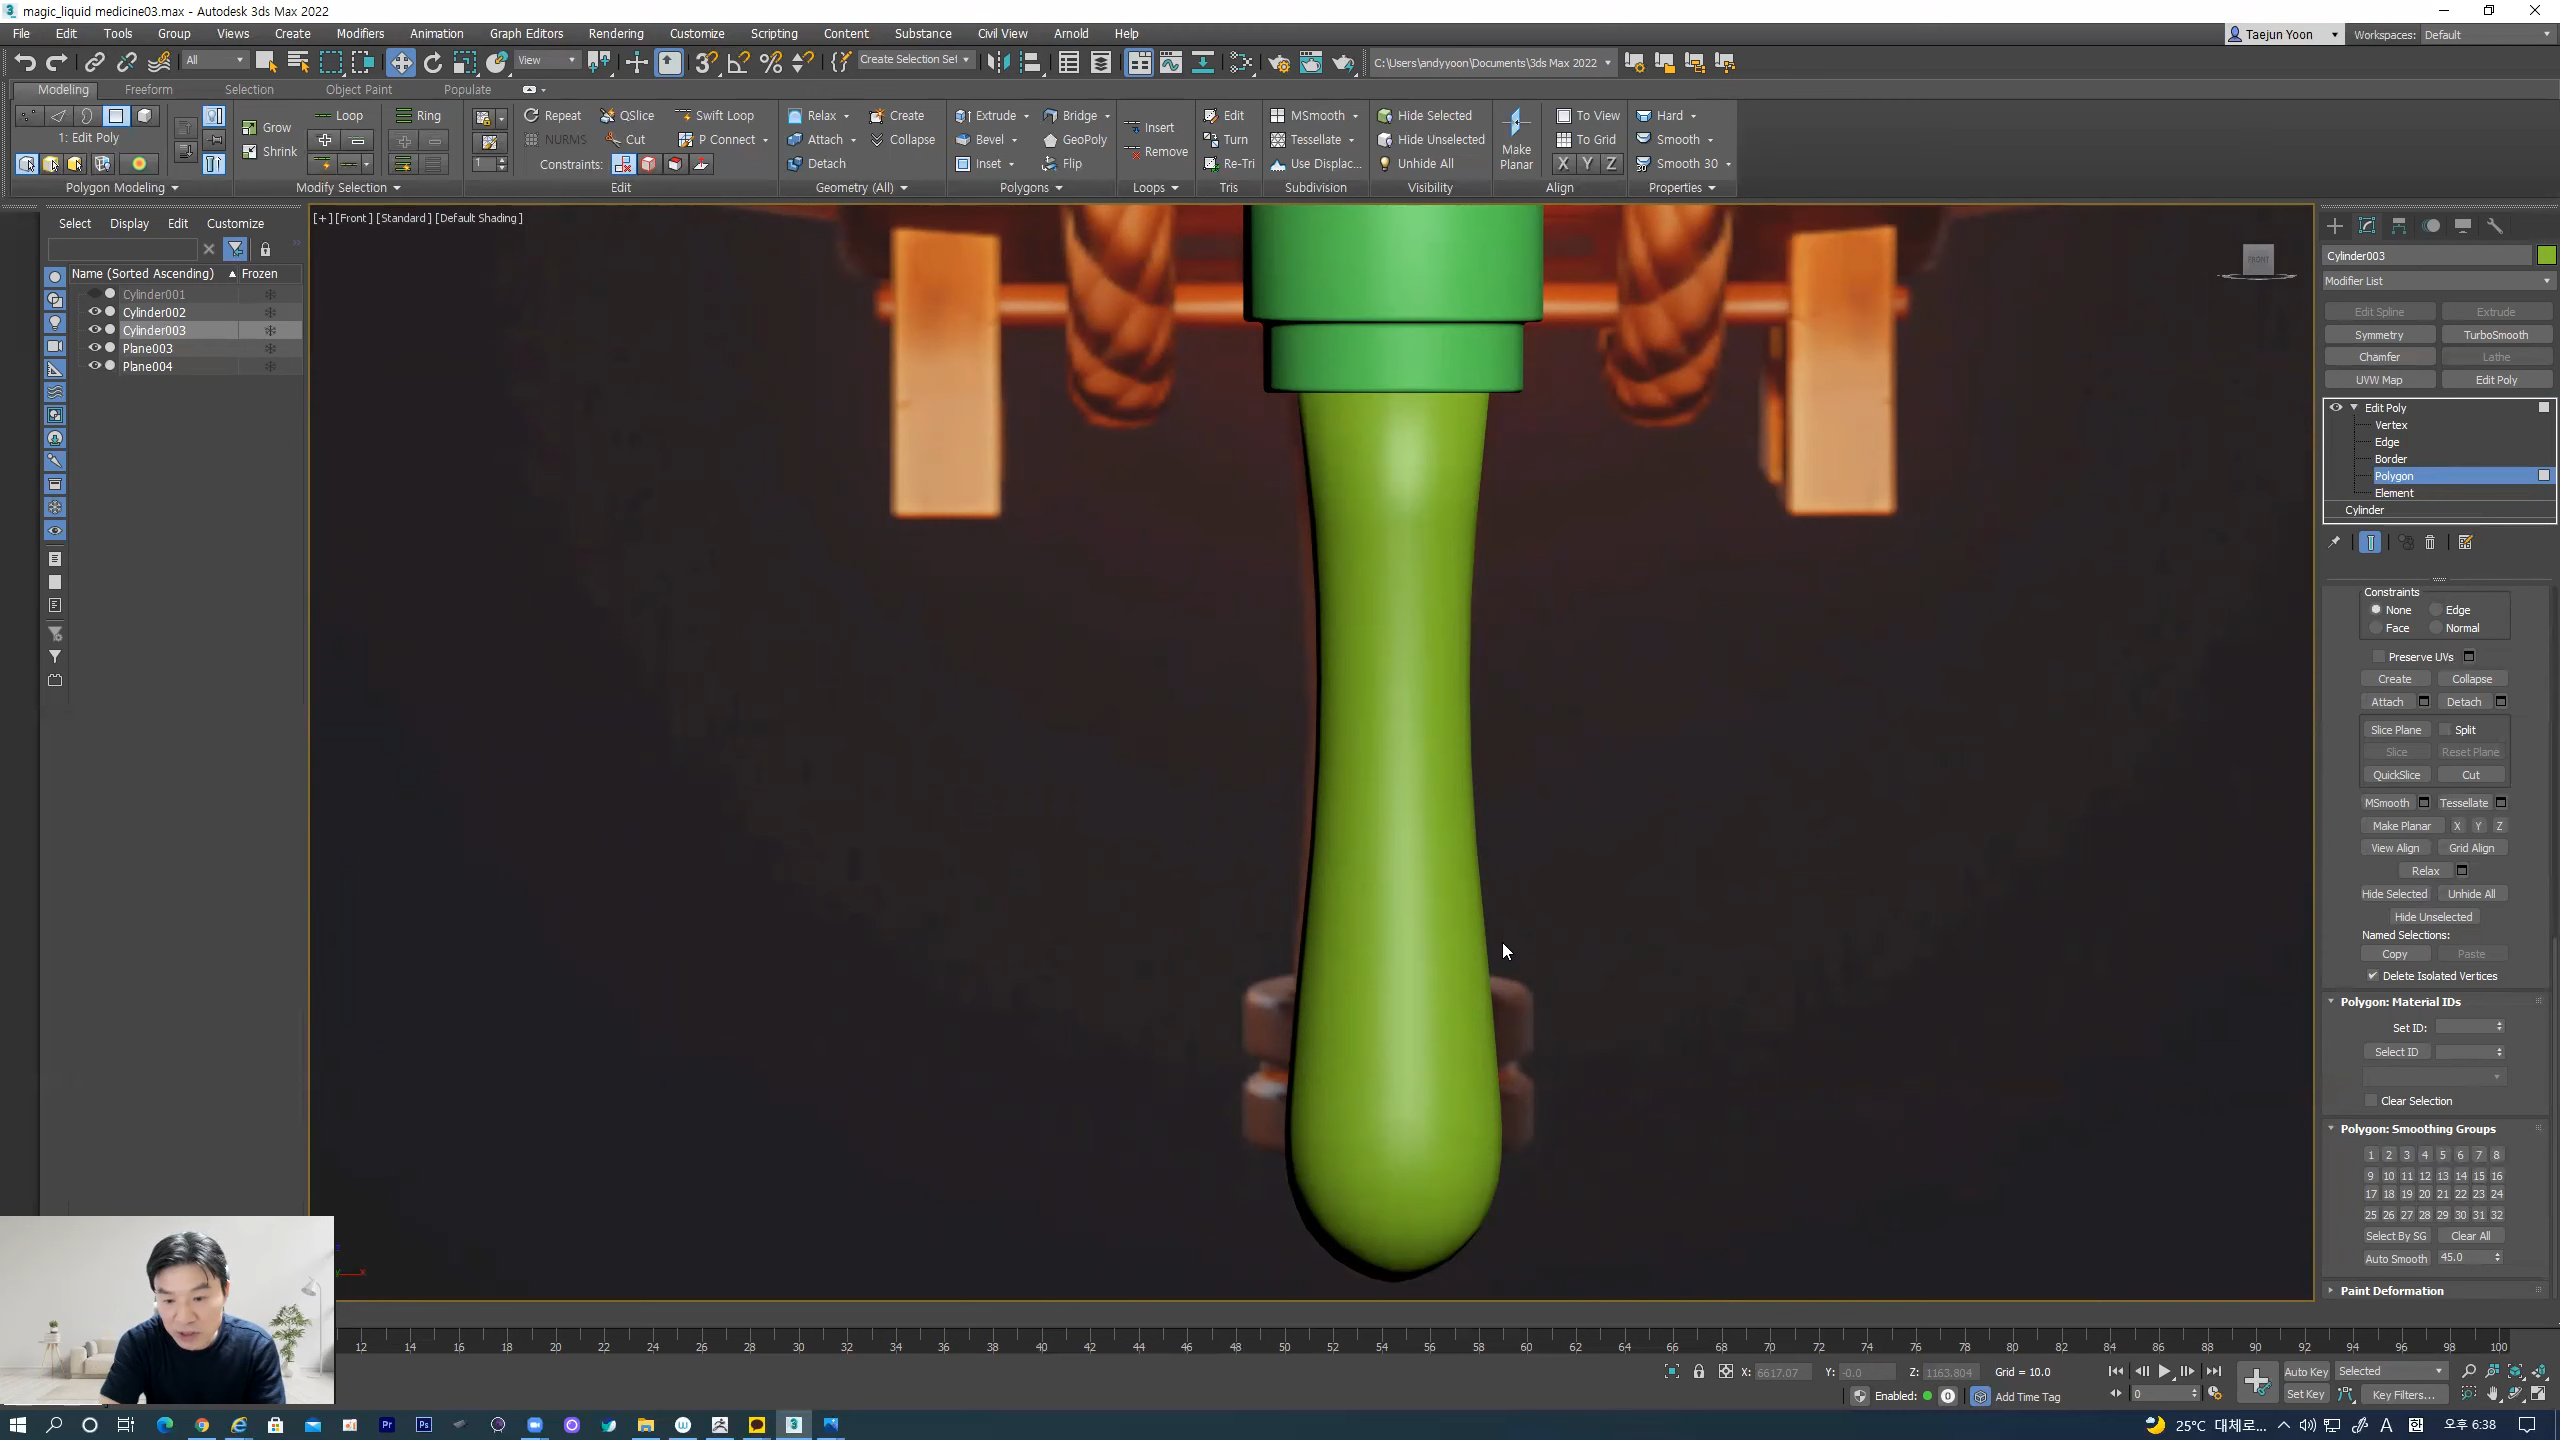 magic_liquid medicine03.max - Autodesk 3ds Max 2022
File Edit Tools Group Views Create Modifiers Animation Graph Editors Rendering Customize Scripting Content Substance Civil View Arnold Help
Taejun Yoon Workspaces: Default
All View Create Selection Set C:\Users\andyyoon\Documents\3ds Max 2022
Modeling Freeform Selection Object Paint Populate
Loop Ring Repeat QSlice Swift Loop Relax Create Extrude Bridge Edit MSmooth Hide Selected To View Hard
1: Edit Poly Grow NURMS Cut P Connect Attach Collapse Bevel GeoPoly Insert Turn Tessellate Hide Unselected Make Planar To Grid Smooth
Shrink 1 Constraints: Detach Inset Flip Remove Re-Tri Use Displac... Unhide All X Y Z Smooth 30
Polygon Modeling Modify Selection Edit Geometry (All) Polygons Loops Tris Subdivision Visibility Align Properties
Select Display Edit Customize
[+] [Front] [Standard] [Default Shading]
Name (Sorted Ascending) Frozen
Cylinder001
Cylinder002
Cylinder003
Plane003
Plane004
FRONT
Cylinder003
Modifier List
Edit Spline Extrude
Symmetry TurboSmooth
Chamfer Lathe
UVW Map Edit Poly
Edit Poly
Vertex
Edge
Border
Polygon
Element
Cylinder
Constraints
None Edge
Face Normal
Preserve UVs
Create Collapse
Attach Detach
Slice Plane Split
Slice Reset Plane
QuickSlice Cut
MSmooth Tessellate
Make Planar X Y Z
View Align Grid Align
Relax
Hide Selected Unhide All
Hide Unselected
Named Selections:
Copy Paste
Delete Isolated Vertices
Polygon: Material IDs
Set ID:
Select ID
Clear Selection
Polygon: Smoothing Groups
1 2 3 4 5 6 7 8
9 10 11 12 13 14 15 16
17 18 19 20 21 22 23 24
25 26 27 28 29 30 31 32
Select By SG Clear All
Auto Smooth 45.0
Paint Deformation
12 14 16 18 20 22 24 26 28 30 32 34 36 38 40 42 44 46 48 50 52 54 56 58 60 62 64 66 68 70 72 74 76 78 80 82 84 86 88 90 92 94 96 98 100
X: 6617.07 Y: -0.0 Z: 1163.804 Grid = 10.0 Auto Key Selected
Enabled: 0 Add Time Tag 0 Set Key Key Filters...
25°C 대체로... A 한 오후 6:38